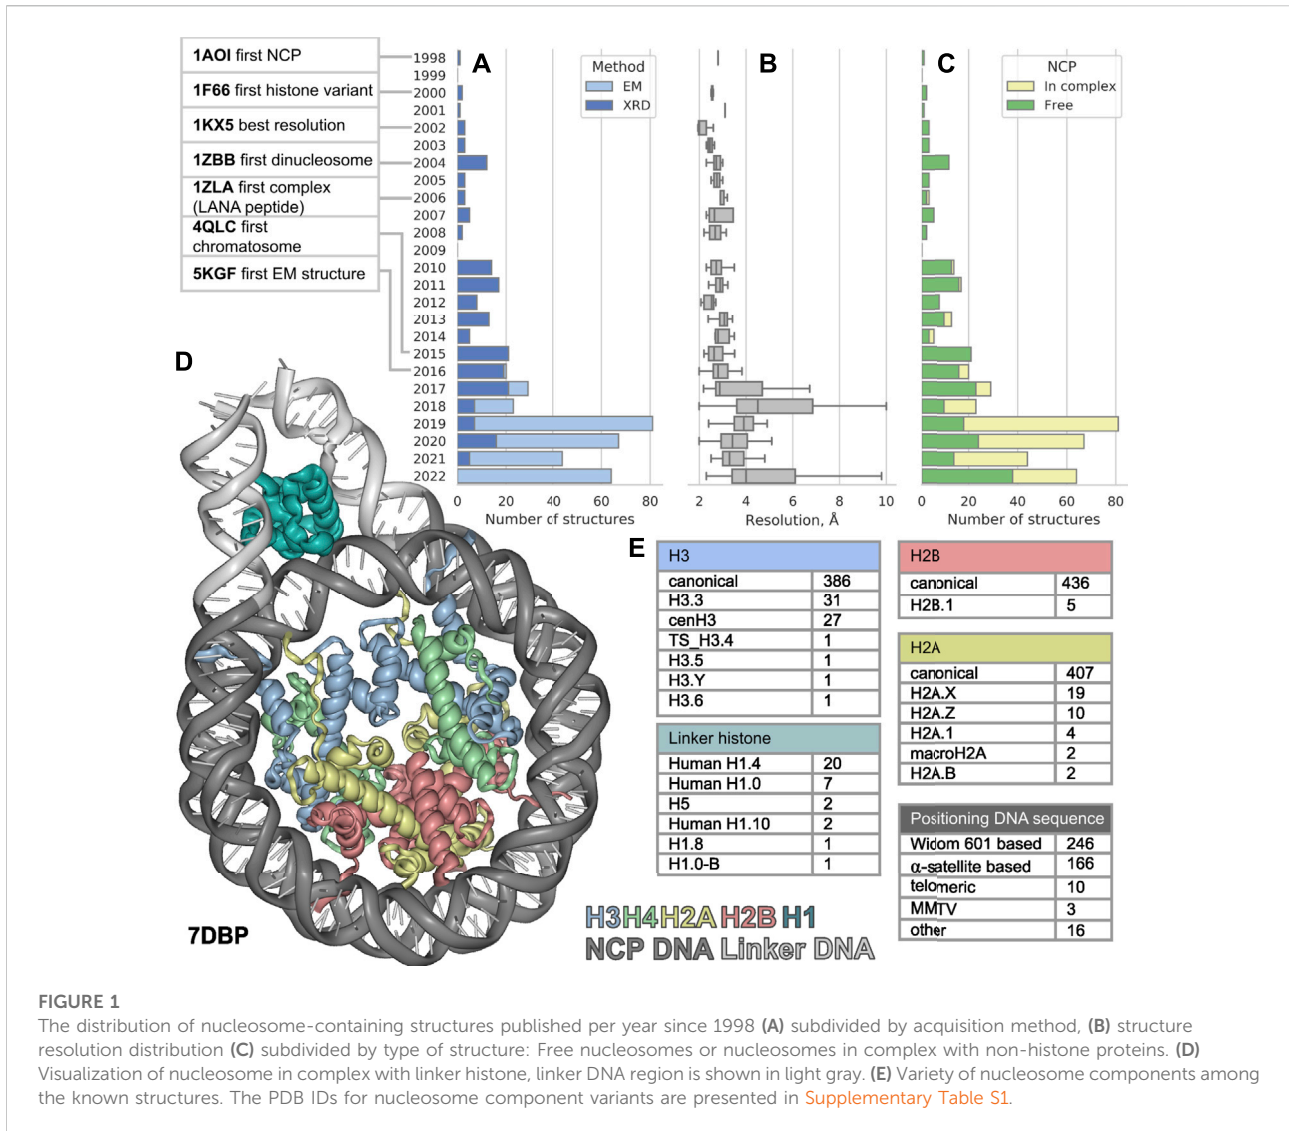 1AOI first NCP
1F66 first histone variant
1KX5 best resolution
1ZBB first dinucleosome
1ZLA first complex
(LANA peptide)
4QLC first
chromatosome
5KGF first EM structure
1998
1999
2000
2001
2002
2003
2004
2005
2006
2007
2008
2009
2010
2011
2012
2013
2014
2015
2016
2017
2018
2019
2020
2021
2022
A
Method
EM
XRD
0 20 40 60 80
Number of structures
B
2 4 6 8 10
Resolution, Å
C
NCP
In complex
Free
0 20 40 60 80
Number of structures
D
7DBP
H3 H4 H2A H2B H1
NCP DNA Linker DNA
E
H3
canonical 386
H3.3 31
cenH3 27
TS_H3.4 1
H3.5 1
H3.Y 1
H3.6 1
Linker histone
Human H1.4 20
Human H1.0 7
H5 2
Human H1.10 2
H1.8 1
H1.0-B 1
H2B
canonical 436
H2B.1 5
H2A
canonical 407
H2A.X 19
H2A.Z 10
H2A.1 4
macroH2A 2
H2A.B 2
Positioning DNA sequence
Widom 601 based 246
α-satellite based 166
telomeric 10
MMTV 3
other 16
FIGURE 1
The distribution of nucleosome-containing structures published per year since 1998 (A) subdivided by acquisition method, (B) structure
resolution distribution (C) subdivided by type of structure: Free nucleosomes or nucleosomes in complex with non-histone proteins. (D)
Visualization of nucleosome in complex with linker histone, linker DNA region is shown in light gray. (E) Variety of nucleosome components among
the known structures. The PDB IDs for nucleosome component variants are presented in Supplementary Table S1.